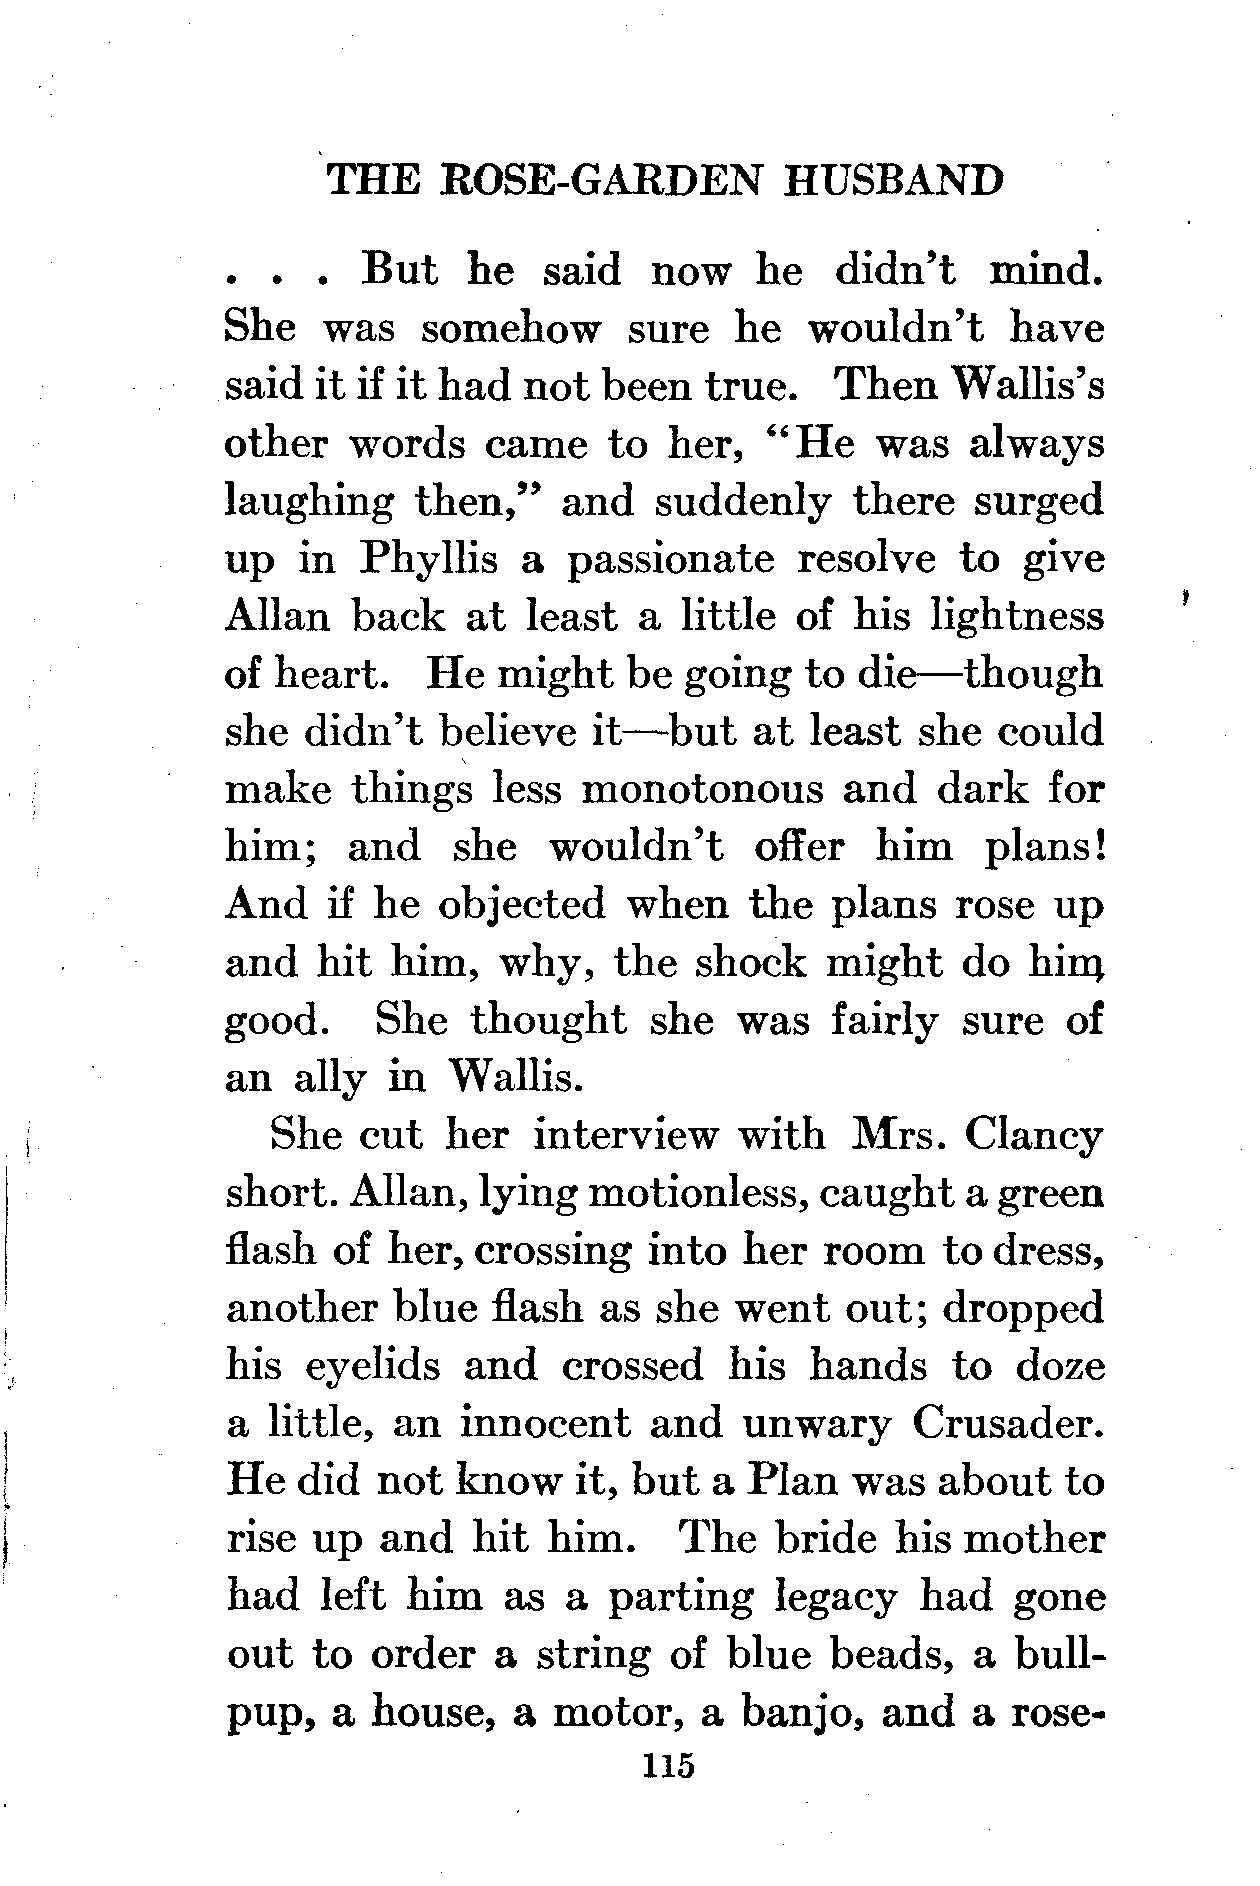 THE ROSE-GARDEN HUSBAND
. . . But he said now he didn't mind.
She was somehow sure he wouldn't have
said it if it had not been true. Then Wallis's
other words came to her, "He was always
laughing then," and suddenly there surged
up in Phyllis a passionate resolve to give
Allan back at least a little of his lightness
of heart. He might be going to die—though
she didn't believe it—but at least she could
make things less monotonous and dark for
him; and she wouldn't offer him plans!
And if he objected when the plans rose up
and hit him, why, the shock might do him
good. She thought she was fairly sure of
an ally in Wallis.
She cut her interview with Mrs. Clancy
short. Allan, lying motionless, caught a green
flash of her, crossing into her room to dress,
another blue flash as she went out; dropped
his eyelids and crossed his hands to doze
a little, an innocent and unwary Crusader.
He did not know it, but a Plan was about to
rise up and hit him. The bride his mother
had left him as a parting legacy had gone
out to order a string of blue beads, a bull-
pup, a house, a motor, a banjo, and a rose-
115